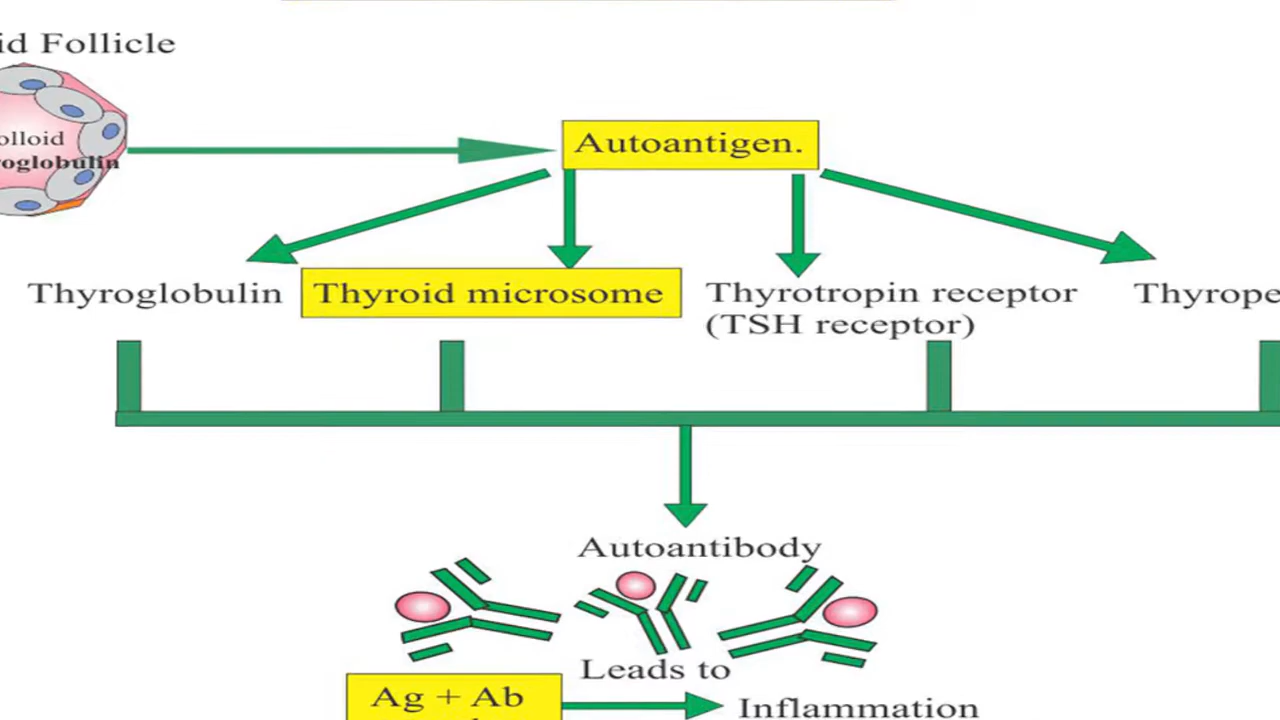 id Follicle
olloid
oglobulin
Autoantigen.
Thyroglobulin
Thyroid microsome
Thyrotropin receptor
(TSH receptor)
Thyrope
Autoantibody
Leads to
Ag + Ab
Inflammation